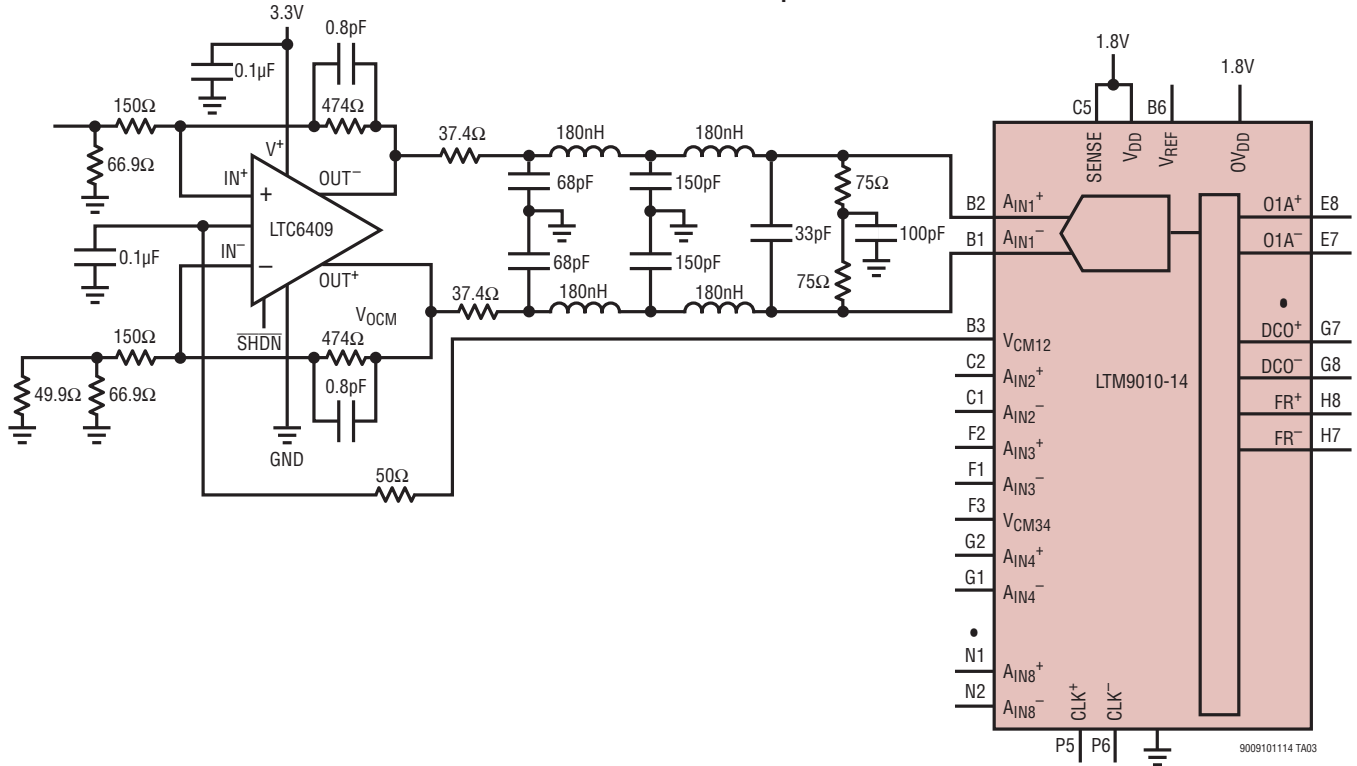 3.3V
0.8pF
0.1µF
1.8V
1.8V
150Ω
474Ω
37.4Ω
180nH
180nH
C5
B6
SENSE
VDD
VREF
OVDD
66.9Ω
V+
IN+
OUT−
+
LTC6409
68pF
150pF
75Ω
B2
AIN1+
O1A+
E8
0.1µF
IN−
−
OUT+
33pF
100pF
B1
AIN1−
O1A−
E7
68pF
150pF
75Ω
37.4Ω
180nH
180nH
150Ω
SHDN
VOCM
474Ω
B3
VCM12
DCO+
G7
49.9Ω
66.9Ω
0.8pF
C2
AIN2+
LTM9010-14
DCO−
G8
C1
AIN2−
FR+
H8
GND
F2
AIN3+
FR−
H7
50Ω
F1
AIN3−
F3
VCM34
G2
AIN4+
G1
AIN4−
N1
AIN8+
N2
AIN8−
CLK+
CLK−
P5
P6
9009101114 TA03